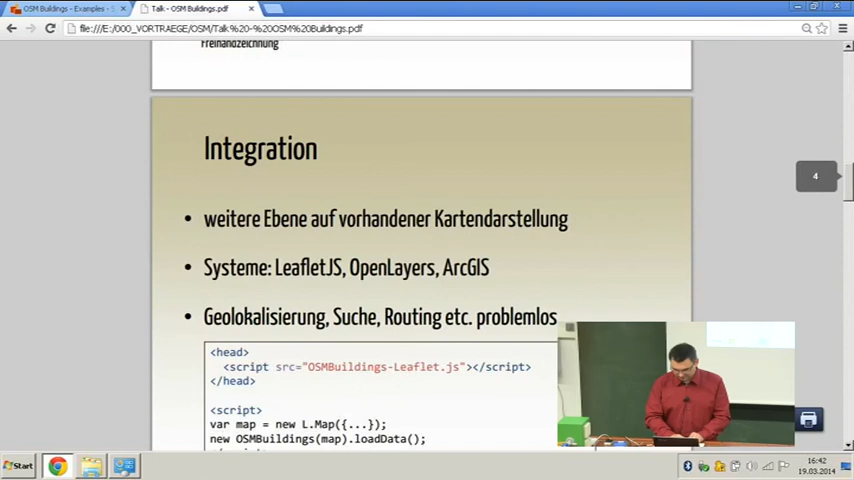 OSM Buildings - Examples - S
Talk - OSM Buildings.pdf
file:///E:/000_VORTRAEGE/OSM/Talk%20-%20OSM%20Buildings.pdf
Freihandzeichnung
Integration
4
• weitere Ebene auf vorhandener Kartendarstellung
• Systeme: LeafletJS, OpenLayers, ArcGIS
• Geolokalisierung, Suche, Routing etc. problemlos
<head>
<script src="OSMBuildings-Leaflet.js"></script>
</head>
<script>
var map = new L.Map({...});
new OSMBuildings(map).loadData();
Start
16:42
19.03.2014